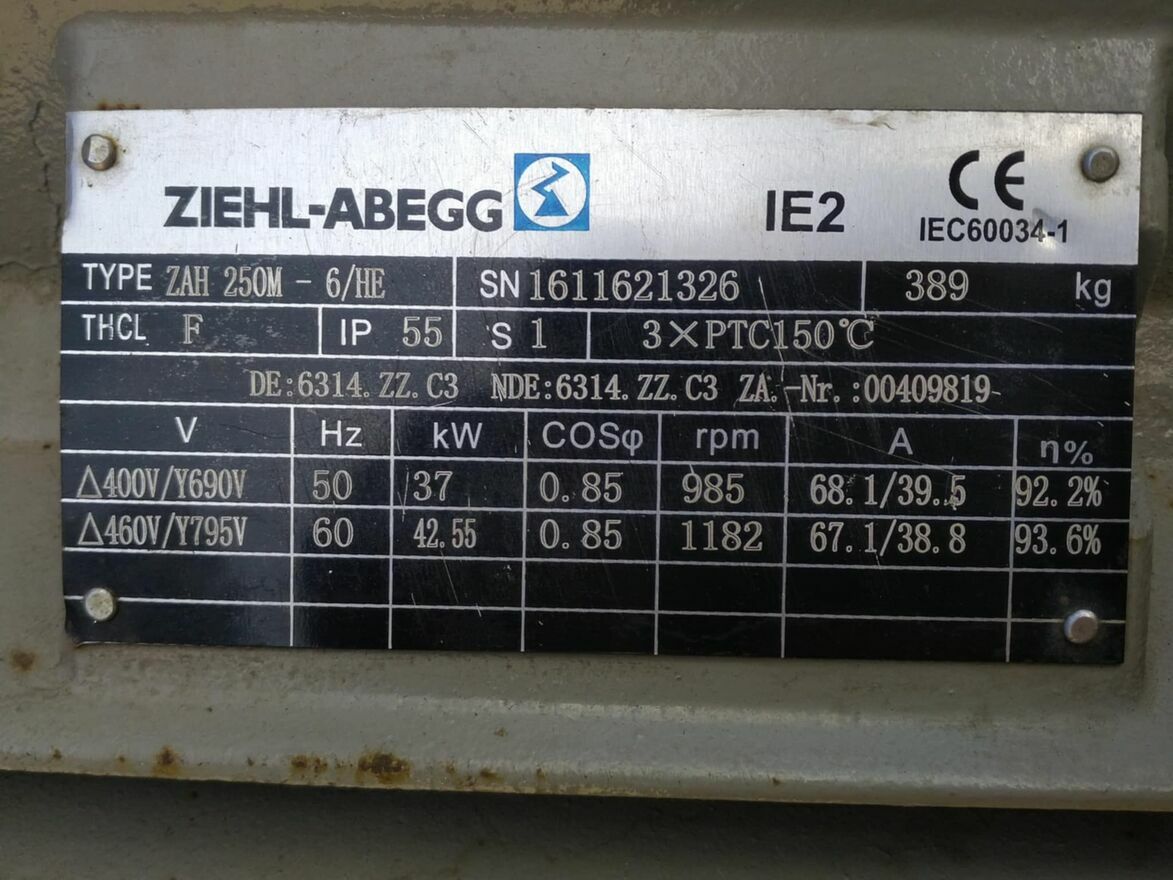 ZIEHL-ABEGG IE2 CE
IEC60034-1
TYPE ZAH 250M - 6/HE SN 1611621326 389 kg
THCL F IP 55 S 1 3×PTC150℃
DE:6314.ZZ.C3 NDE:6314.ZZ.C3 ZA.-Nr.:00409819-
V Hz kW COSφ rpm A η%
△400V/Y690V 50 37 0.85 985 68.1/39.5 92.2%
△460V/Y795V 60 42.55 0.85 1182 67.1/38.8 93.6%